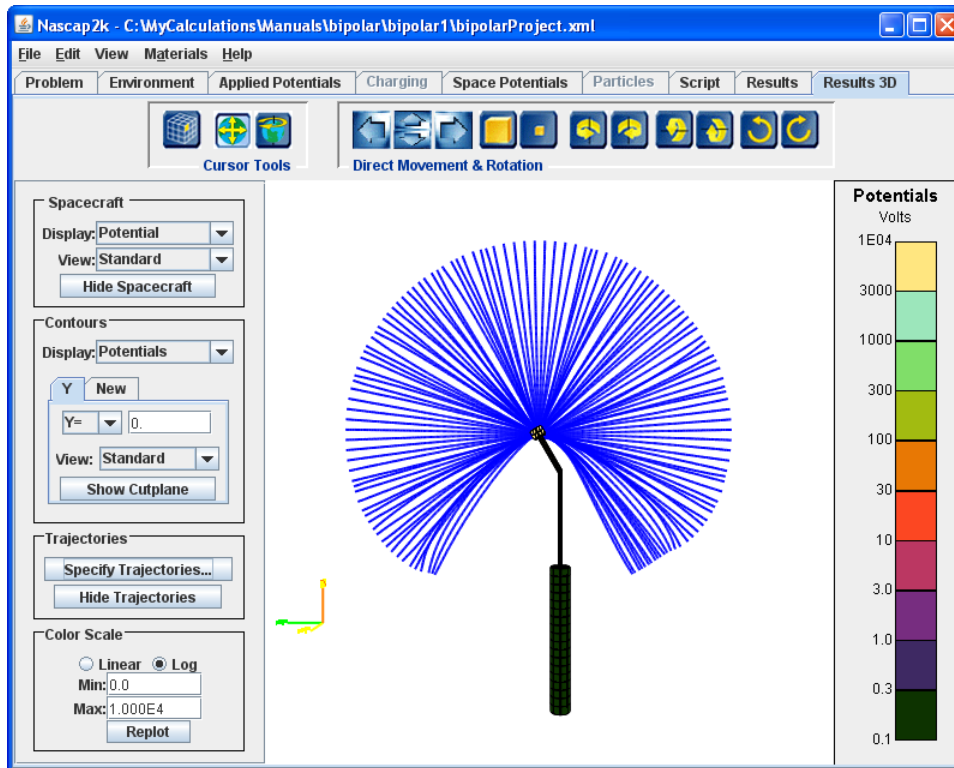 Nascap2k - C:\MyCalculations\Manuals\bipolar\bipolar1\bipolarProject.xml
File Edit View Materials Help
Problem Environment Applied Potentials Charging Space Potentials Particles Script Results Results 3D
Cursor Tools
Direct Movement & Rotation
Spacecraft
Display: Potential
View: Standard
Hide Spacecraft
Contours
Display: Potentials
Y New
Y= 0.
View: Standard
Show Cutplane
Trajectories
Specify Trajectories...
Hide Trajectories
Color Scale
Linear Log
Min: 0.0
Max: 1.000E4
Replot
Potentials
Volts
1E04
3000
1000
300
100
30
10
3.0
1.0
0.3
0.1